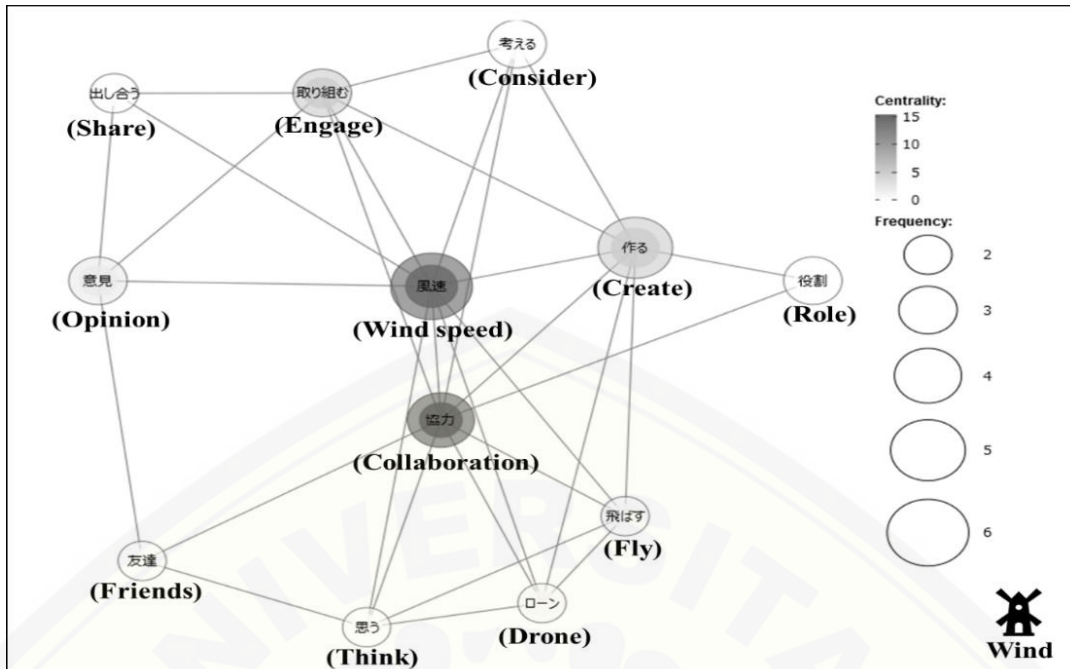 考える
(Consider)
出し合う
(Share)
取り組む
(Engage)
Centrality:
15
10
5
0
Frequency:
2
3
4
5
6
意見
(Opinion)
風速
(Wind speed)
作る
(Create)
役割
(Role)
協力
(Collaboration)
飛ばす
(Fly)
友達
(Friends)
思う
(Think)
ローン
(Drone)
Wind
UNIVERSITA